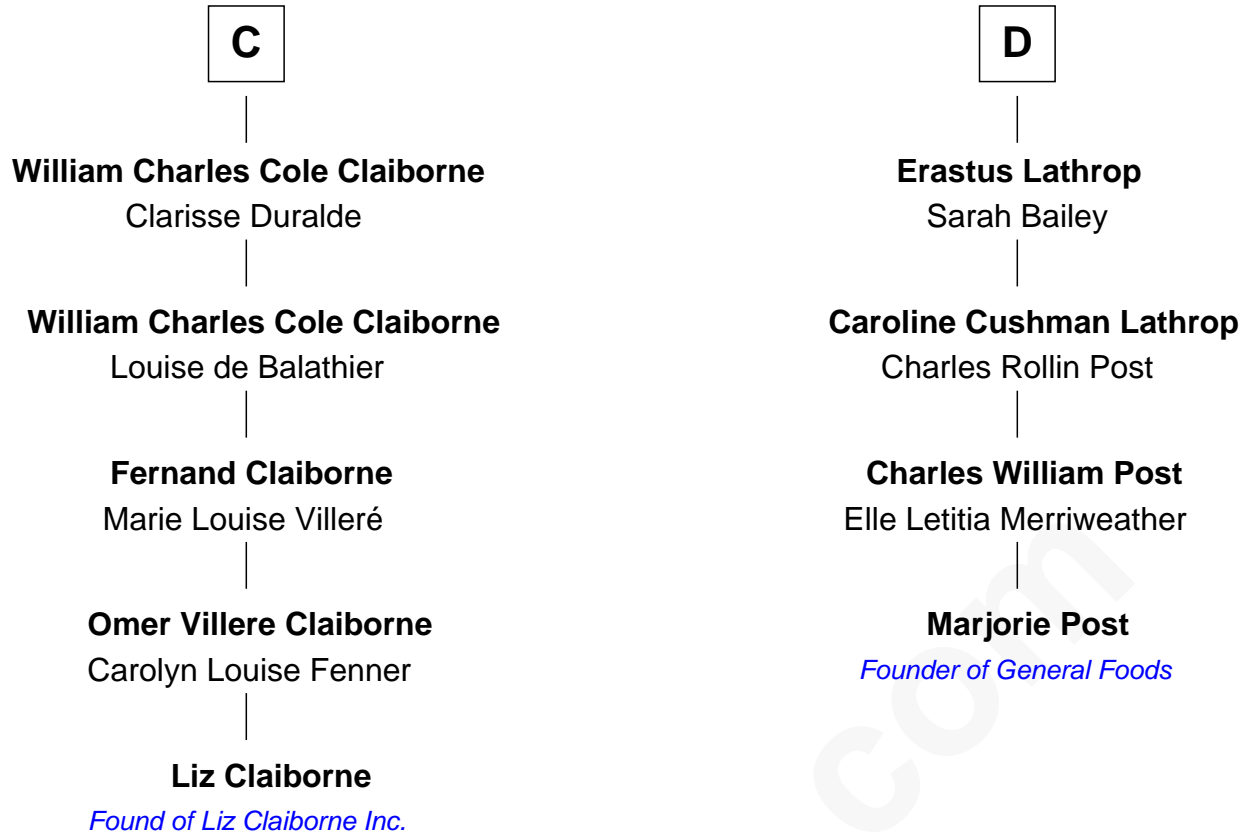 C
William Charles Cole Claiborne
Clarisse Duralde
William Charles Cole Claiborne
Louise de Balathier
Fernand Claiborne
Marie Louise Villeré
Omer Villere Claiborne
Carolyn Louise Fenner
Liz Claiborne
Found of Liz Claiborne Inc.
D
Erastus Lathrop
Sarah Bailey
Caroline Cushman Lathrop
Charles Rollin Post
Charles William Post
Elle Letitia Merriweather
Marjorie Post
Founder of General Foods
com